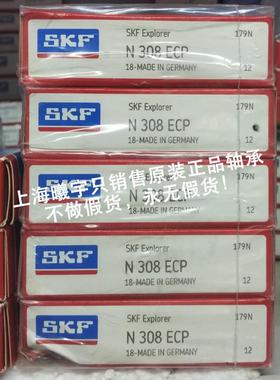 SKF
SKF Explorer
179N
N 308 ECP
18-MADE IN GERMANY
12
SKF
SKF Explorer
179N
N 308 ECP
18-MADE IN GERMANY
12
上海曦宇只销售原装正品轴承
不做假货，永无假货!
SKF
SKF Explorer
179N
18-MADE IN GERMANY
12
SKF
SKF Explorer
179N
N 308 ECP
18-MADE IN GERMANY
12
SKF
SKF Explorer
179N
N 308 ECP
18-MADE IN GERMANY
12